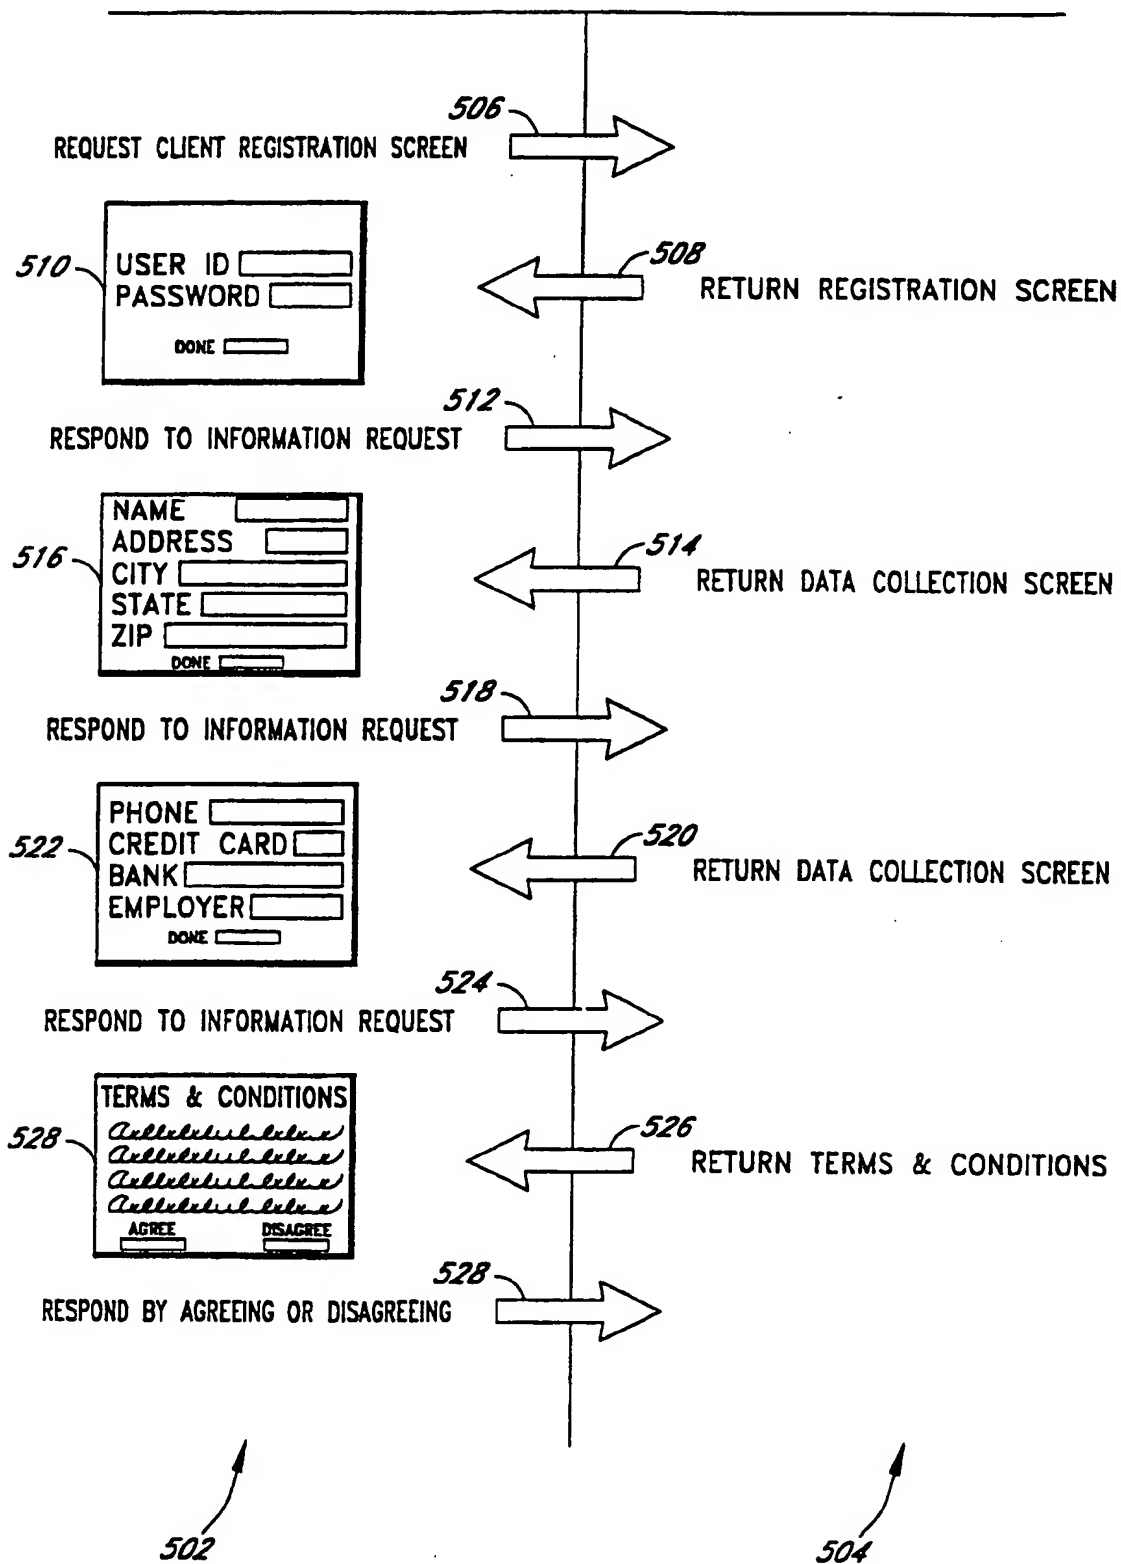 506
REQUEST CLIENT REGISTRATION SCREEN
510
USER ID
PASSWORD
DONE
508
RETURN REGISTRATION SCREEN
512
RESPOND TO INFORMATION REQUEST
516
NAME
ADDRESS
CITY
STATE
ZIP
DONE
514
RETURN DATA COLLECTION SCREEN
518
RESPOND TO INFORMATION REQUEST
522
PHONE
CREDIT CARD
BANK
EMPLOYER
DONE
520
RETURN DATA COLLECTION SCREEN
524
RESPOND TO INFORMATION REQUEST
528
TERMS & CONDITIONS
AGREE DISAGREE
526
RETURN TERMS & CONDITIONS
528
RESPOND BY AGREEING OR DISAGREEING
502
504